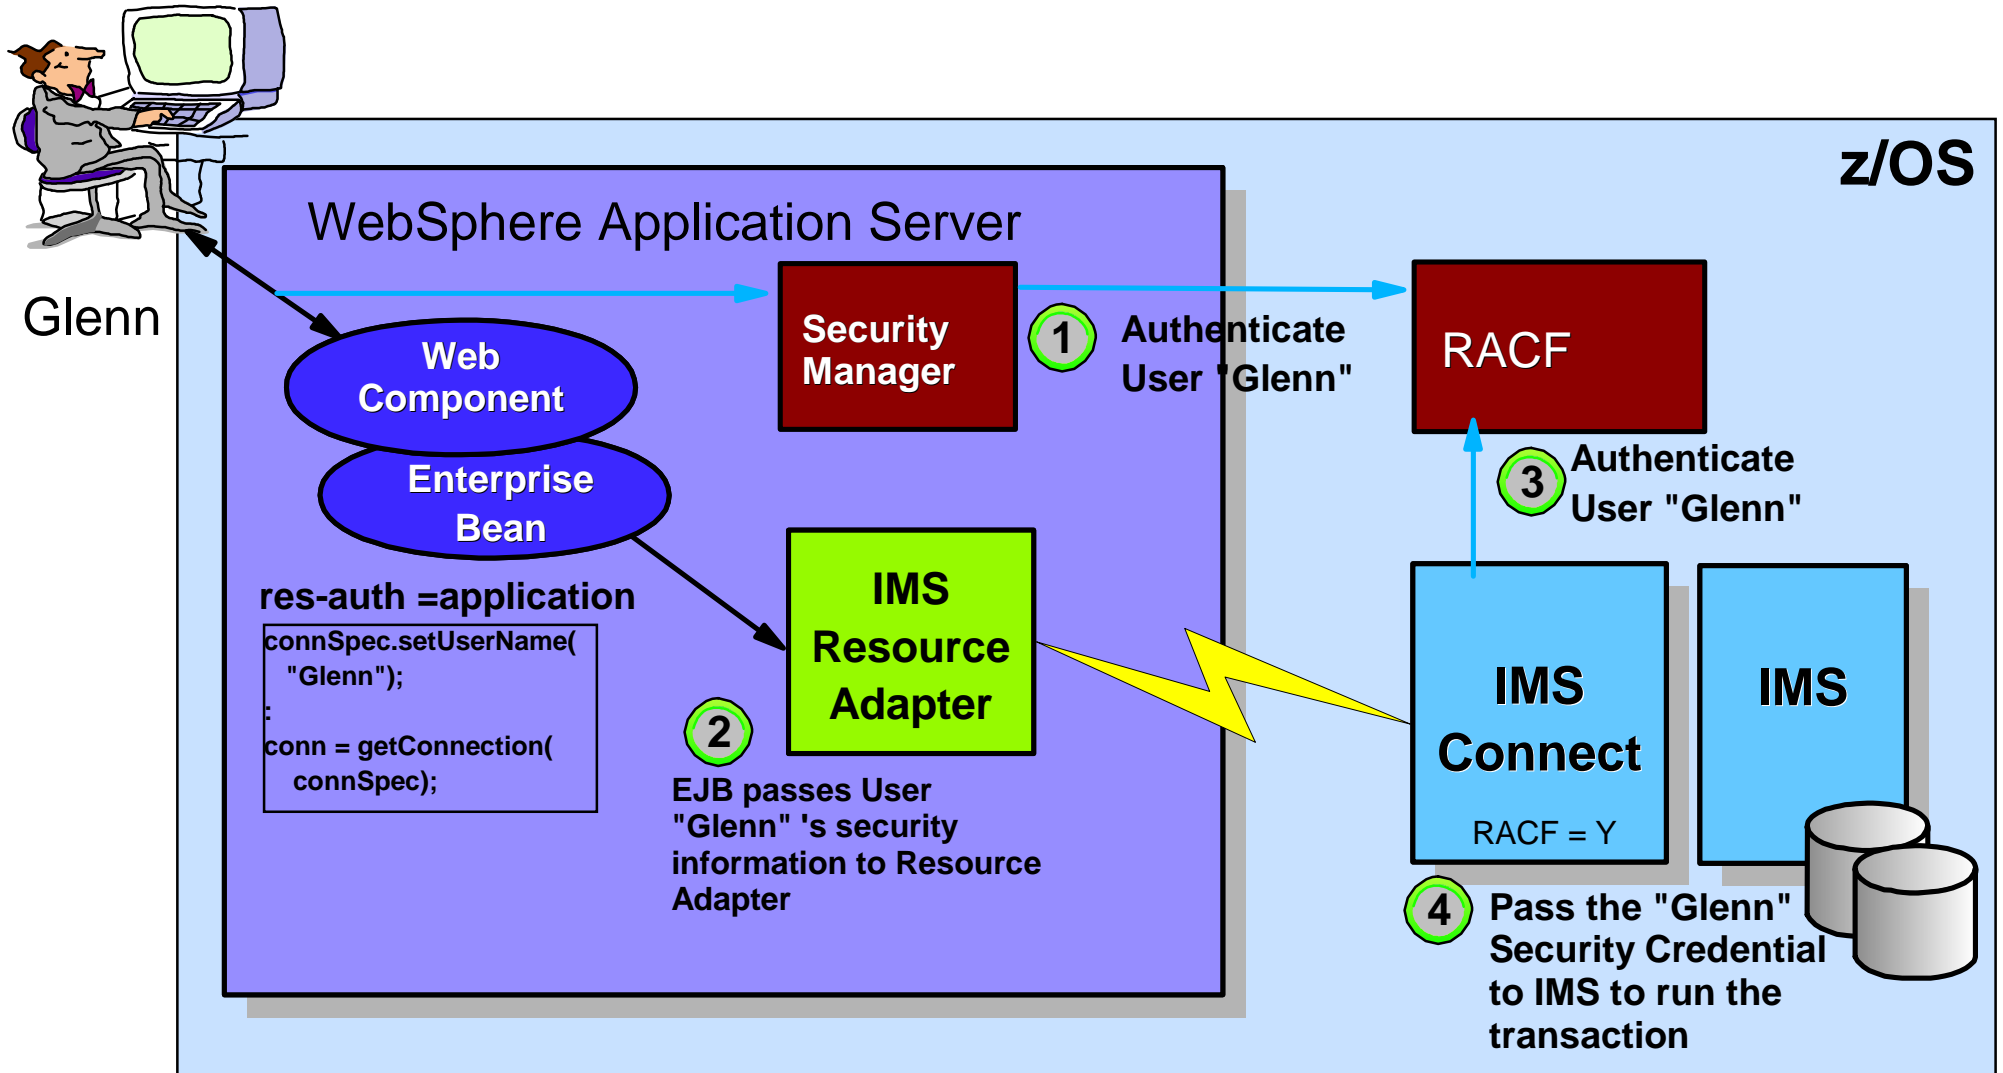 z/OS
WebSphere Application Server
Glenn
Security
Manager
1
Authenticate
User "Glenn"
RACF
Web
Component
Enterprise
Bean
3
Authenticate
User "Glenn"
res-auth =application
connSpec.setUserName(
"Glenn");
:
conn = getConnection(
connSpec);
IMS
Resource
Adapter
2
EJB passes User
"Glenn" 's security
information to Resource
Adapter
IMS
Connect
RACF = Y
IMS
4
Pass the "Glenn"
Security Credential
to IMS to run the
transaction